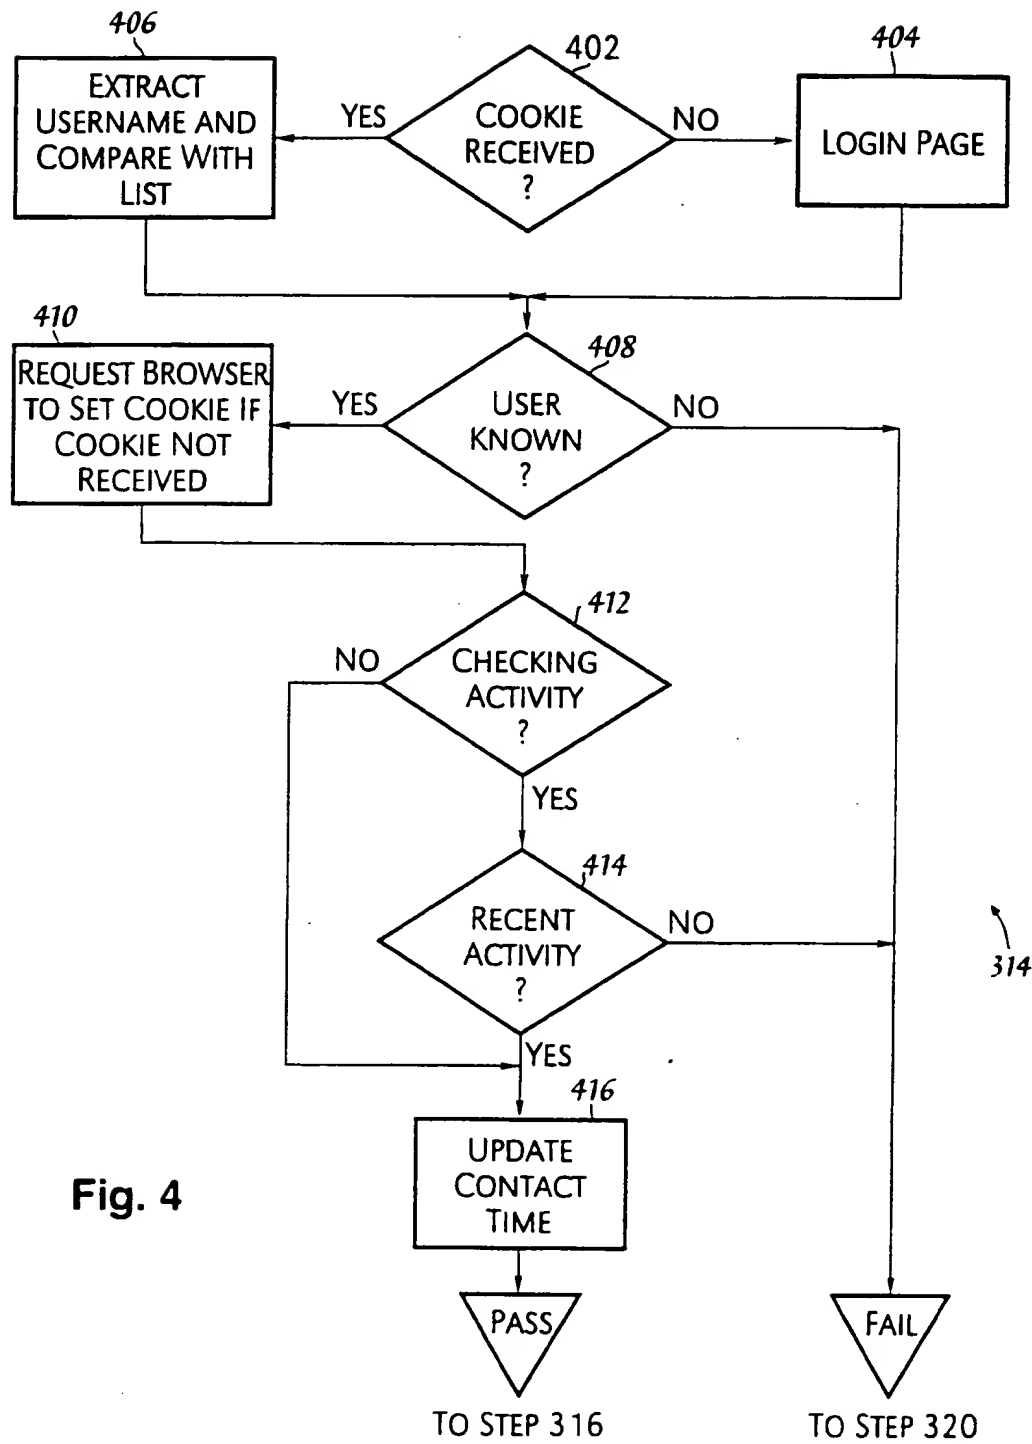 406
EXTRACT
USERNAME AND
COMPARE WITH
LIST
YES
402
COOKIE
RECEIVED
?
NO
404
LOGIN PAGE
410
REQUEST BROWSER
TO SET COOKIE IF
COOKIE NOT
RECEIVED
YES
408
USER
KNOWN
?
NO
412
CHECKING
ACTIVITY
?
NO
YES
414
RECENT
ACTIVITY
?
NO
YES
314
416
UPDATE
CONTACT
TIME
Fig. 4
PASS
FAIL
TO STEP 316
TO STEP 320